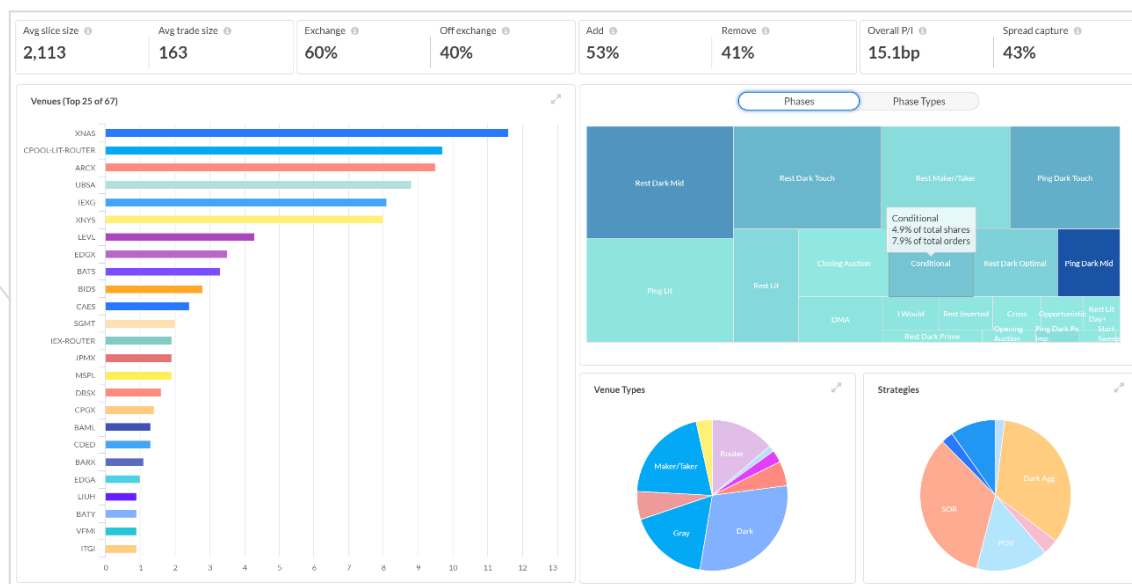 Avg slice size
2,113
Avg trade size
163
Exchange
60%
Off exchange
40%
Add
53%
Remove
41%
Overall P/I
15.1bp
Spread capture
43%
Venues (Top 25 of 67)
XNAS
CPOOL-LIT-ROUTER
ARCX
UBSA
IEXG
XNYS
LEVL
EDGX
BATS
BIDS
CAES
SGMT
IEX-ROUTER
JPMX
MSPL
DBSX
CPGX
BAML
CDED
BARX
EDGA
LIUH
BATY
VFMI
ITGI
0 1 2 3 4 5 6 7 8 9 10 11 12 13
Phases
Phase Types
Rest Dark Mid
Rest Dark Touch
Rest Maker/Taker
Ping Dark Touch
Conditional
4.9% of total shares
7.9% of total orders
Ping Lit
Rest Lit
Closing Auction
Conditional
Rest Dark Optimal
Ping Dark Mid
DMA
I Would
Rest Inverted
Cross
Opportunistic
Rest Lit
Day+
Rest Dark Prime
Opening
Auction
Ping Dark Px
Imp
Start
Venue Types
Router
Maker/Taker
Gray
Dark
Strategies
Dark Agg
SOR
POV